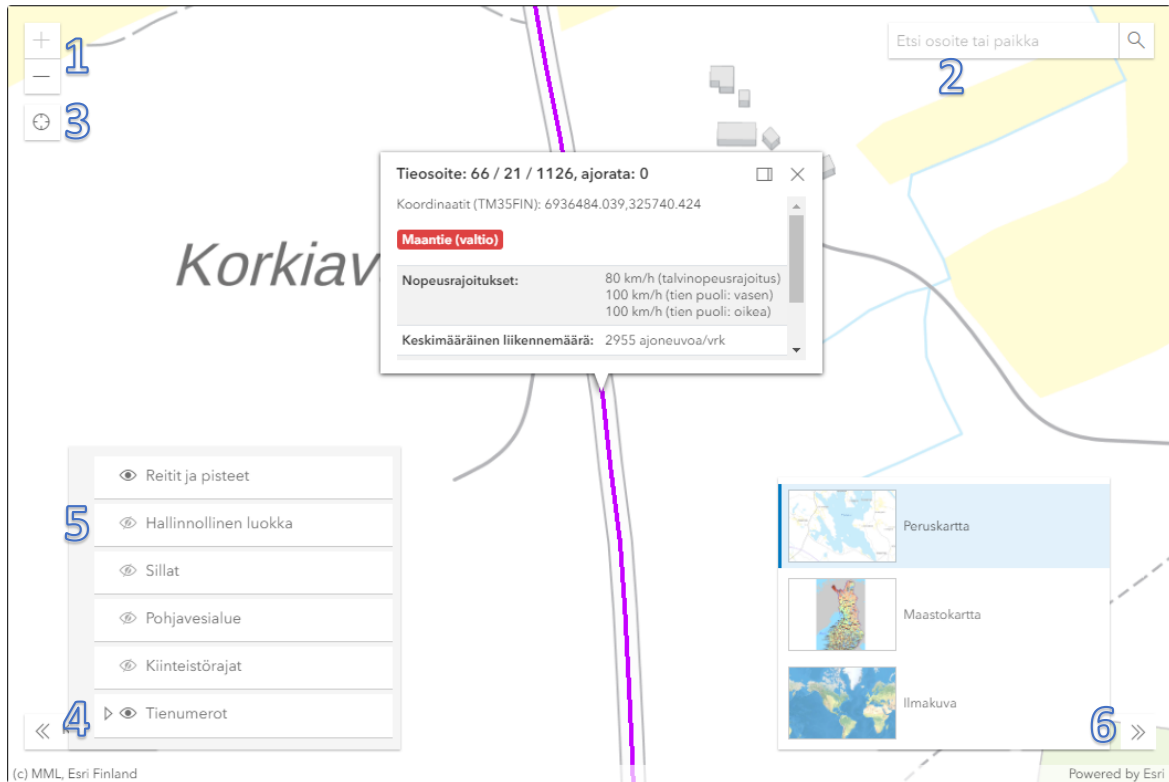 1
Etsi osoite tai paikka
2
3
Tieosoite: 66 / 21 / 1126, ajorata: 0
Koordinaatit (TM35FIN): 6936484.039,325740.424
Maantie (valtio)
Nopeusrajoitukset: 80 km/h (talvinopeusrajoitus)
100 km/h (tien puoli: vasen)
100 km/h (tien puoli: oikea)
Keskimääräinen liikennemäärä: 2955 ajoneuvoa/vrk
Korkiav
Reitit ja pisteet
5 Hallinnollinen luokka
Sillat
Pohjavesialue
Kiinteistörajat
4 Tienumerot
Peruskartta
Maastokartta
Ilmakuva
6
(c) MML, Esri Finland
Powered by Esri